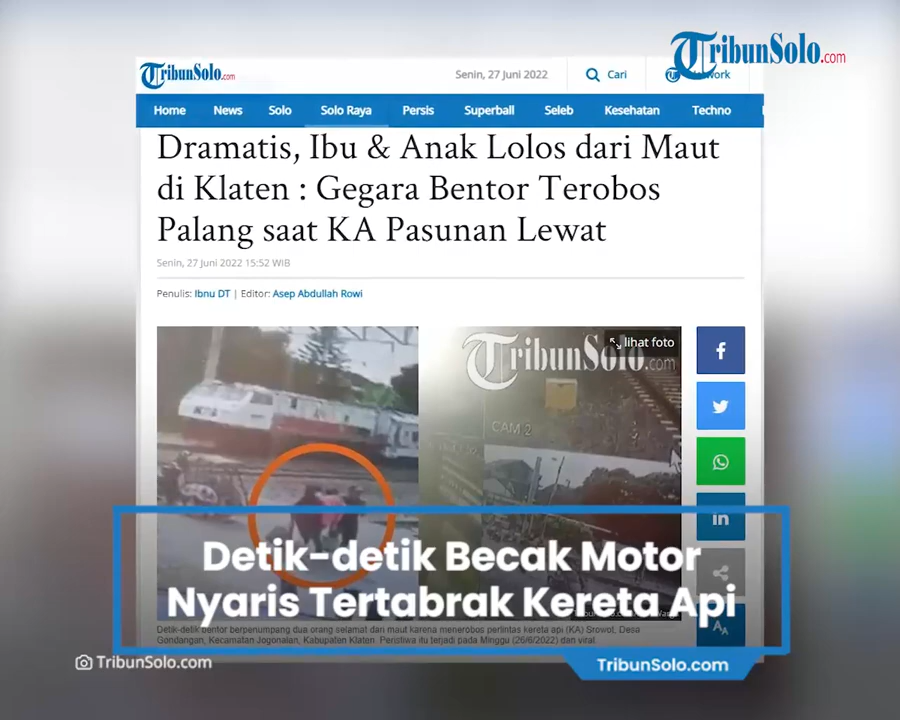 TribunSolo.com
TribunSolo.com
Senin, 27 Juni 2022
Cari
Home News Solo Solo Raya Persis Superball Seleb Kesehatan Techno
Dramatis, Ibu & Anak Lolos dari Maut
di Klaten : Gegara Bentor Terobos
Palang saat KA Pasunan Lewat
Senin, 27 Juni 2022 15:52 WIB
Penulis: Ibnu DT | Editor: Asep Abdullah Rowi
lihat foto
TribunSolo.com
CAM 2
Detik-detik Becak Motor
Nyaris Tertabrak Kereta Api
Detik-detik bentor berpenumpang dua orang selamat dari maut karena menerobos perlintas kereta api (KA) Srowot, Desa
Gondangan, Kecamatan Jogonalan, Kabupaten Klaten. Peristiwa itu terjadi pada Minggu (26/6/2022) dan viral.
TribunSolo.com
TribunSolo.com